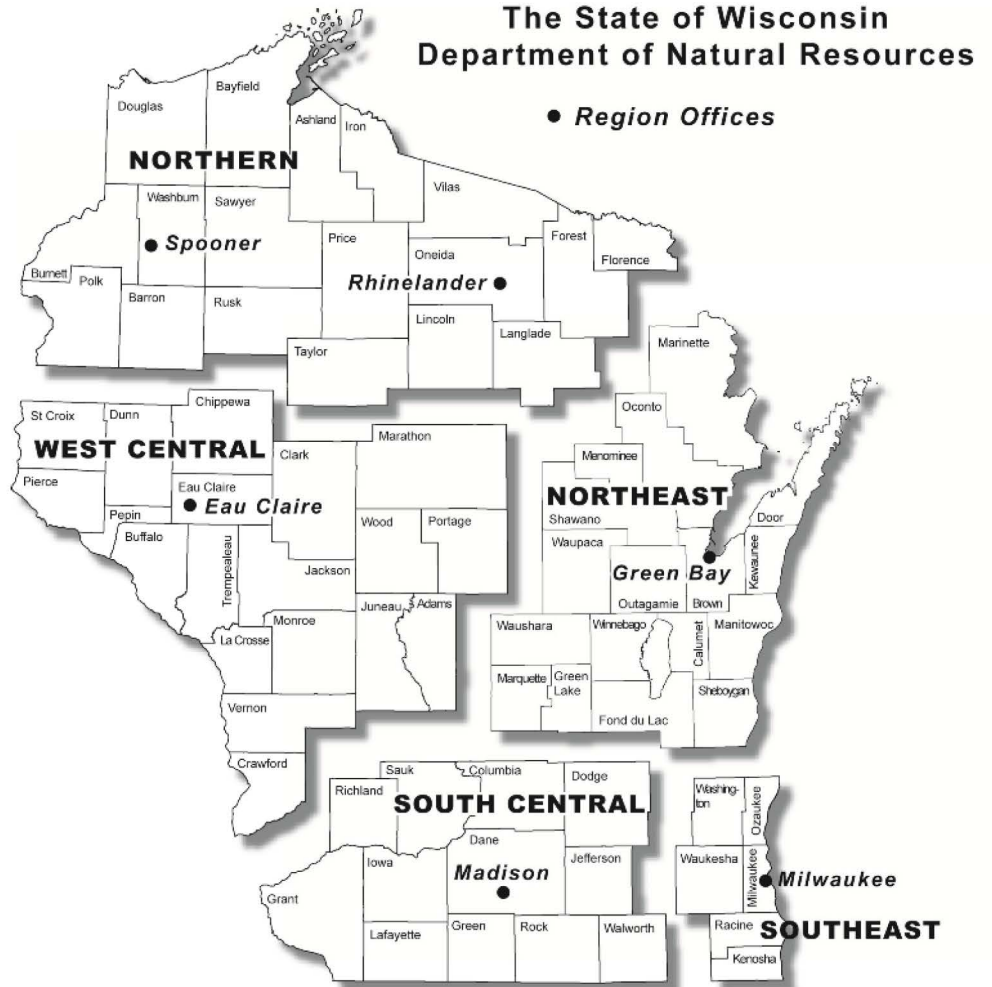 The State of Wisconsin
Department of Natural Resources
Region Offices
Douglas
Bayfield
Ashland
Iron
NORTHERN
Vilas
Washburn
Sawyer
Spooner
Price
Oneida
Forest
Florence
Burnett
Polk
Barron
Rusk
Rhinelander
Lincoln
Langlade
Taylor
Marinette
St Croix
Dunn
Chippewa
Oconto
WEST CENTRAL
Clark
Marathon
Menominee
Pierce
Eau Claire
Eau Claire
NORTHEAST
Pepin
Buffalo
Wood
Portage
Shawano
Door
Waupaca
Trempealeau
Jackson
Green Bay
Kewaunee
Juneau
Adams
Outagamie
Brown
La Crosse
Monroe
Waushara
Winnebago
Calumet
Manitowoc
Marquette
Green
Lake
Sheboygan
Vernon
Fond du Lac
Crawford
Sauk
Columbia
Dodge
Richland
SOUTH CENTRAL
Washing-
ton
Ozaukee
Dane
Iowa
Jefferson
Waukesha
Milwaukee
Madison
Milwaukee
Grant
Lafayette
Green
Rock
Walworth
Racine
SOUTHEAST
Kenosha